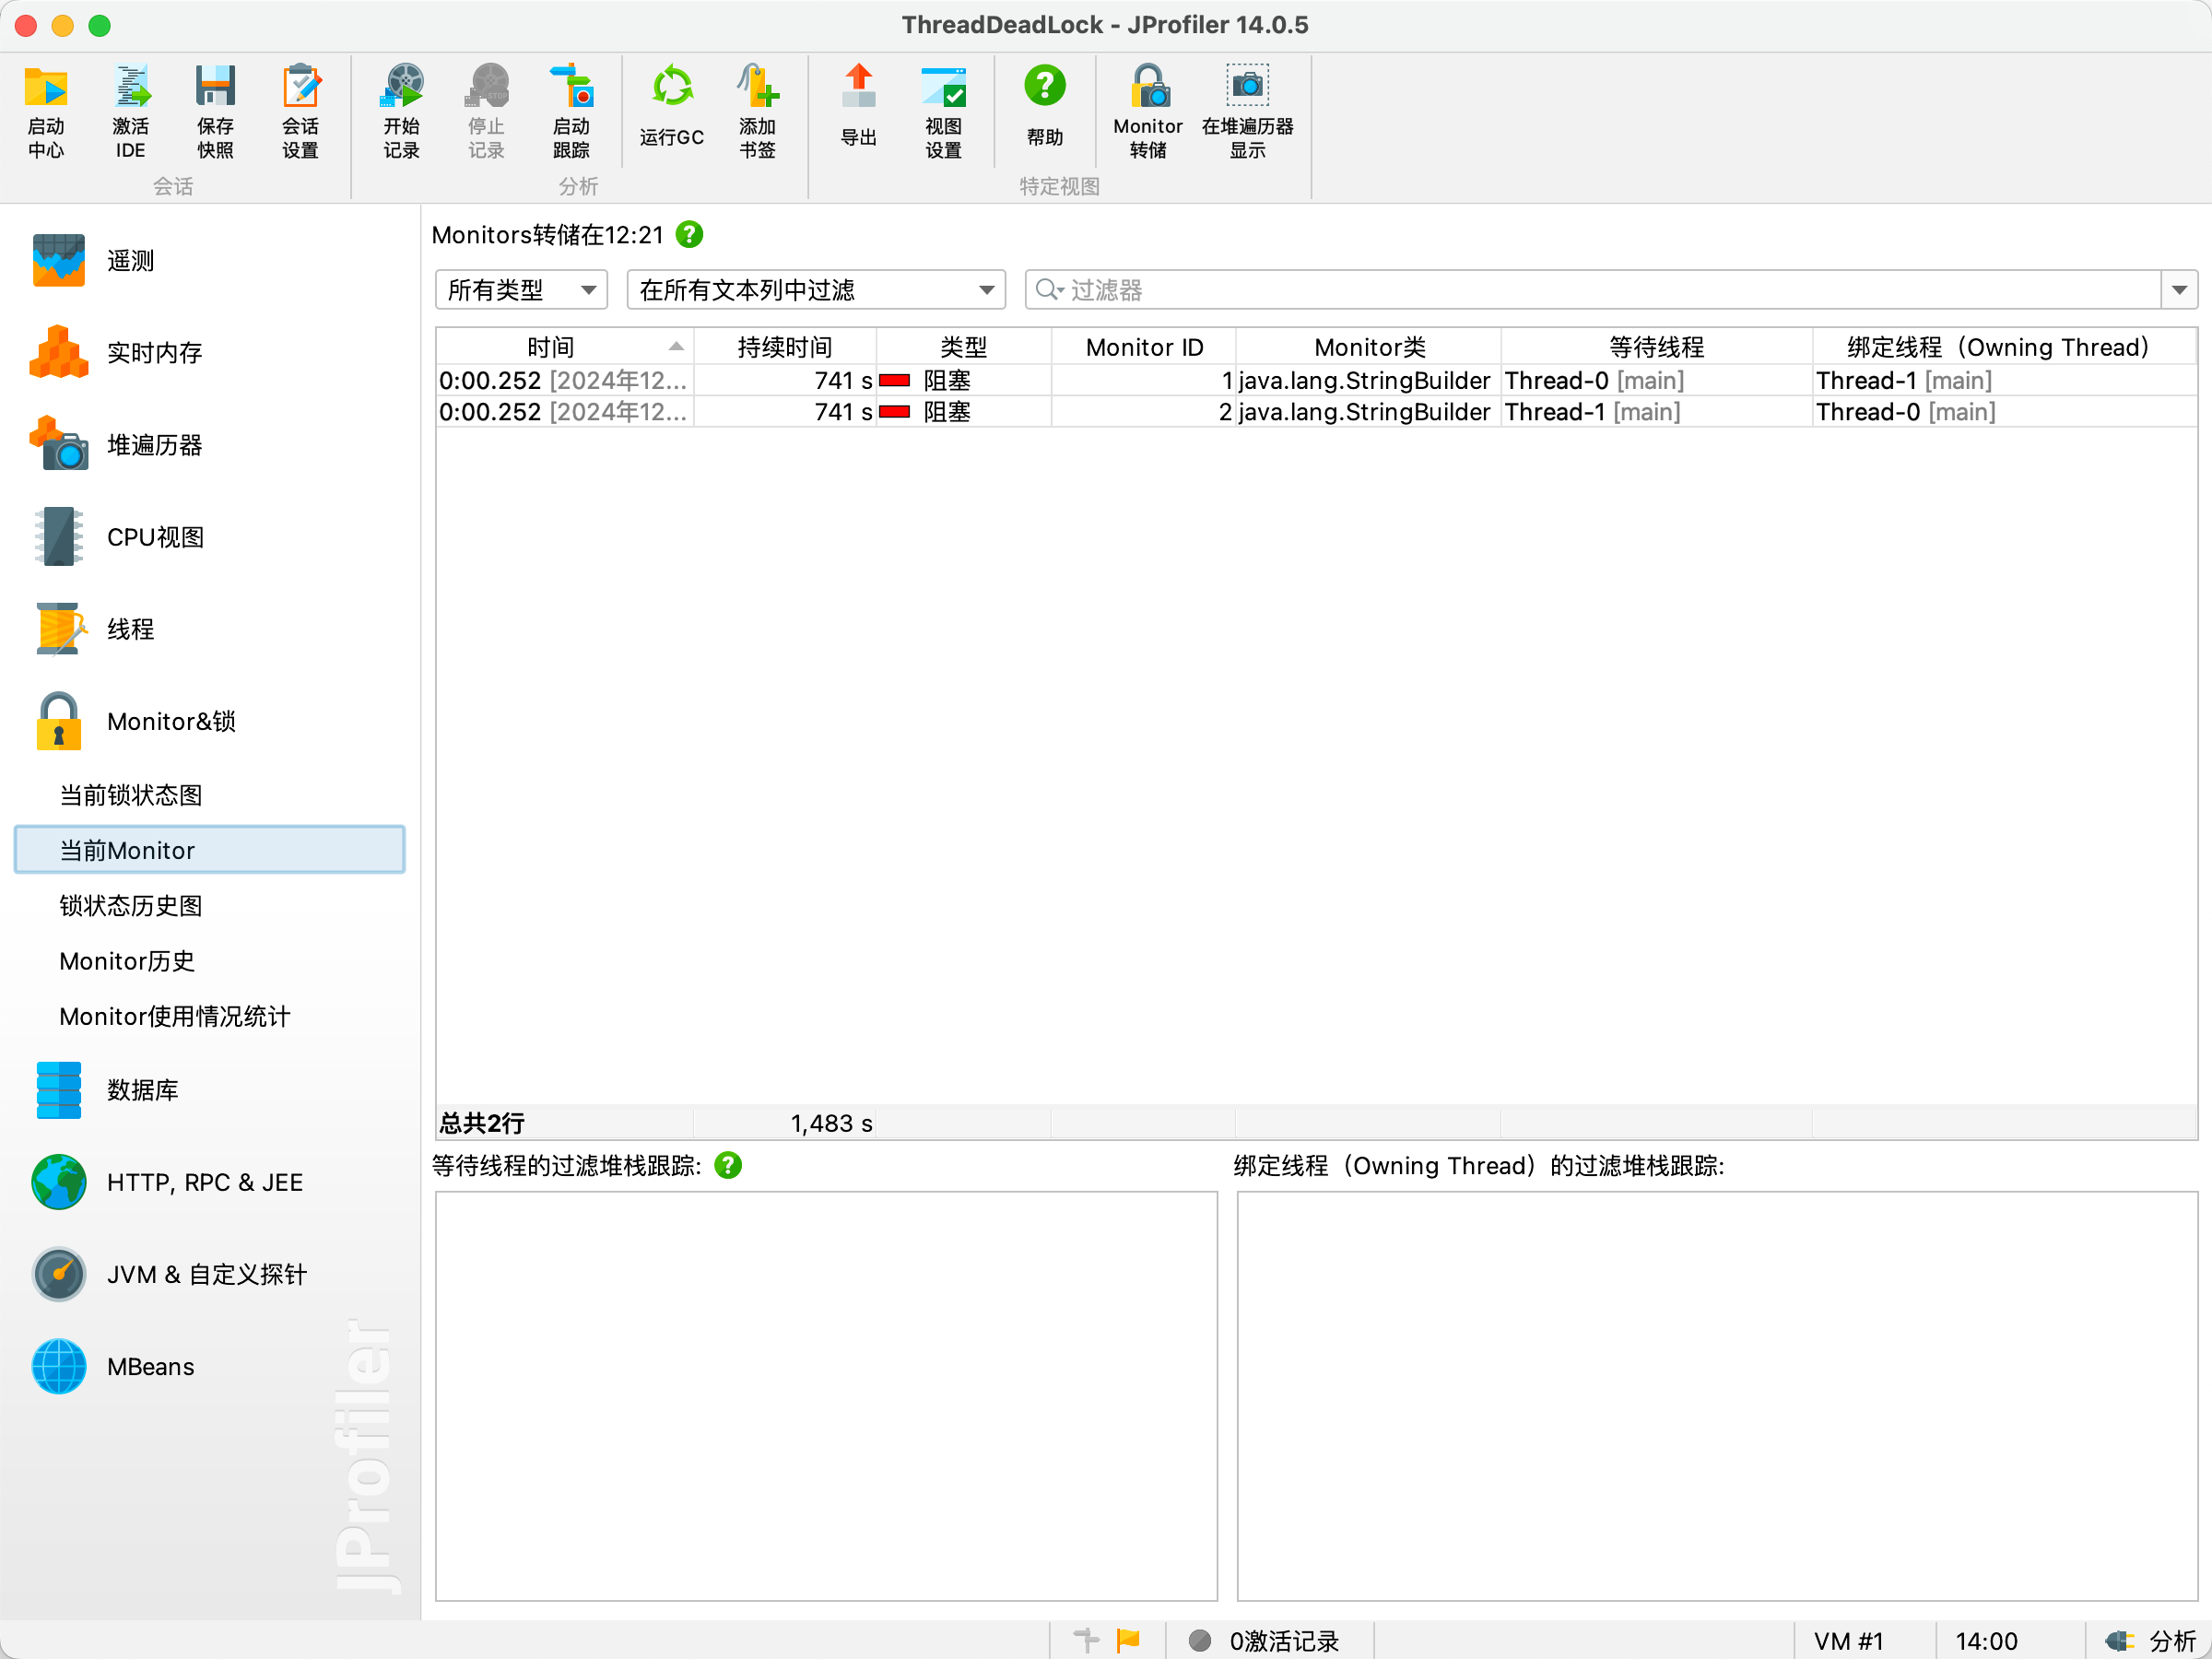 ThreadDeadLock - JProfiler 14.0.5
启动
中心
激活
IDE
保存
快照
会话
设置
开始
记录
停止
记录
启动
跟踪
运行GC
添加
书签
导出
视图
设置
帮助
Monitor
转储
在堆遍历器
显示
会话
分析
特定视图
遥测
实时内存
堆遍历器
CPU视图
线程
Monitor&锁
当前锁状态图
当前Monitor
锁状态历史图
Monitor历史
Monitor使用情况统计
数据库
HTTP, RPC & JEE
JVM & 自定义探针
MBeans
JProfiler
Monitors转储在12:21
所有类型 在所有文本列中过滤 过滤器
时间 持续时间 类型 Monitor ID Monitor类 等待线程 绑定线程（Owning Thread）
0:00.252 [2024年12... 741 s 阻塞 1 java.lang.StringBuilder Thread-0 [main] Thread-1 [main]
0:00.252 [2024年12... 741 s 阻塞 2 java.lang.StringBuilder Thread-1 [main] Thread-0 [main]
总共2行 1,483 s
等待线程的过滤堆栈跟踪: 绑定线程（Owning Thread）的过滤堆栈跟踪:
0激活记录 VM #1 14:00 分析